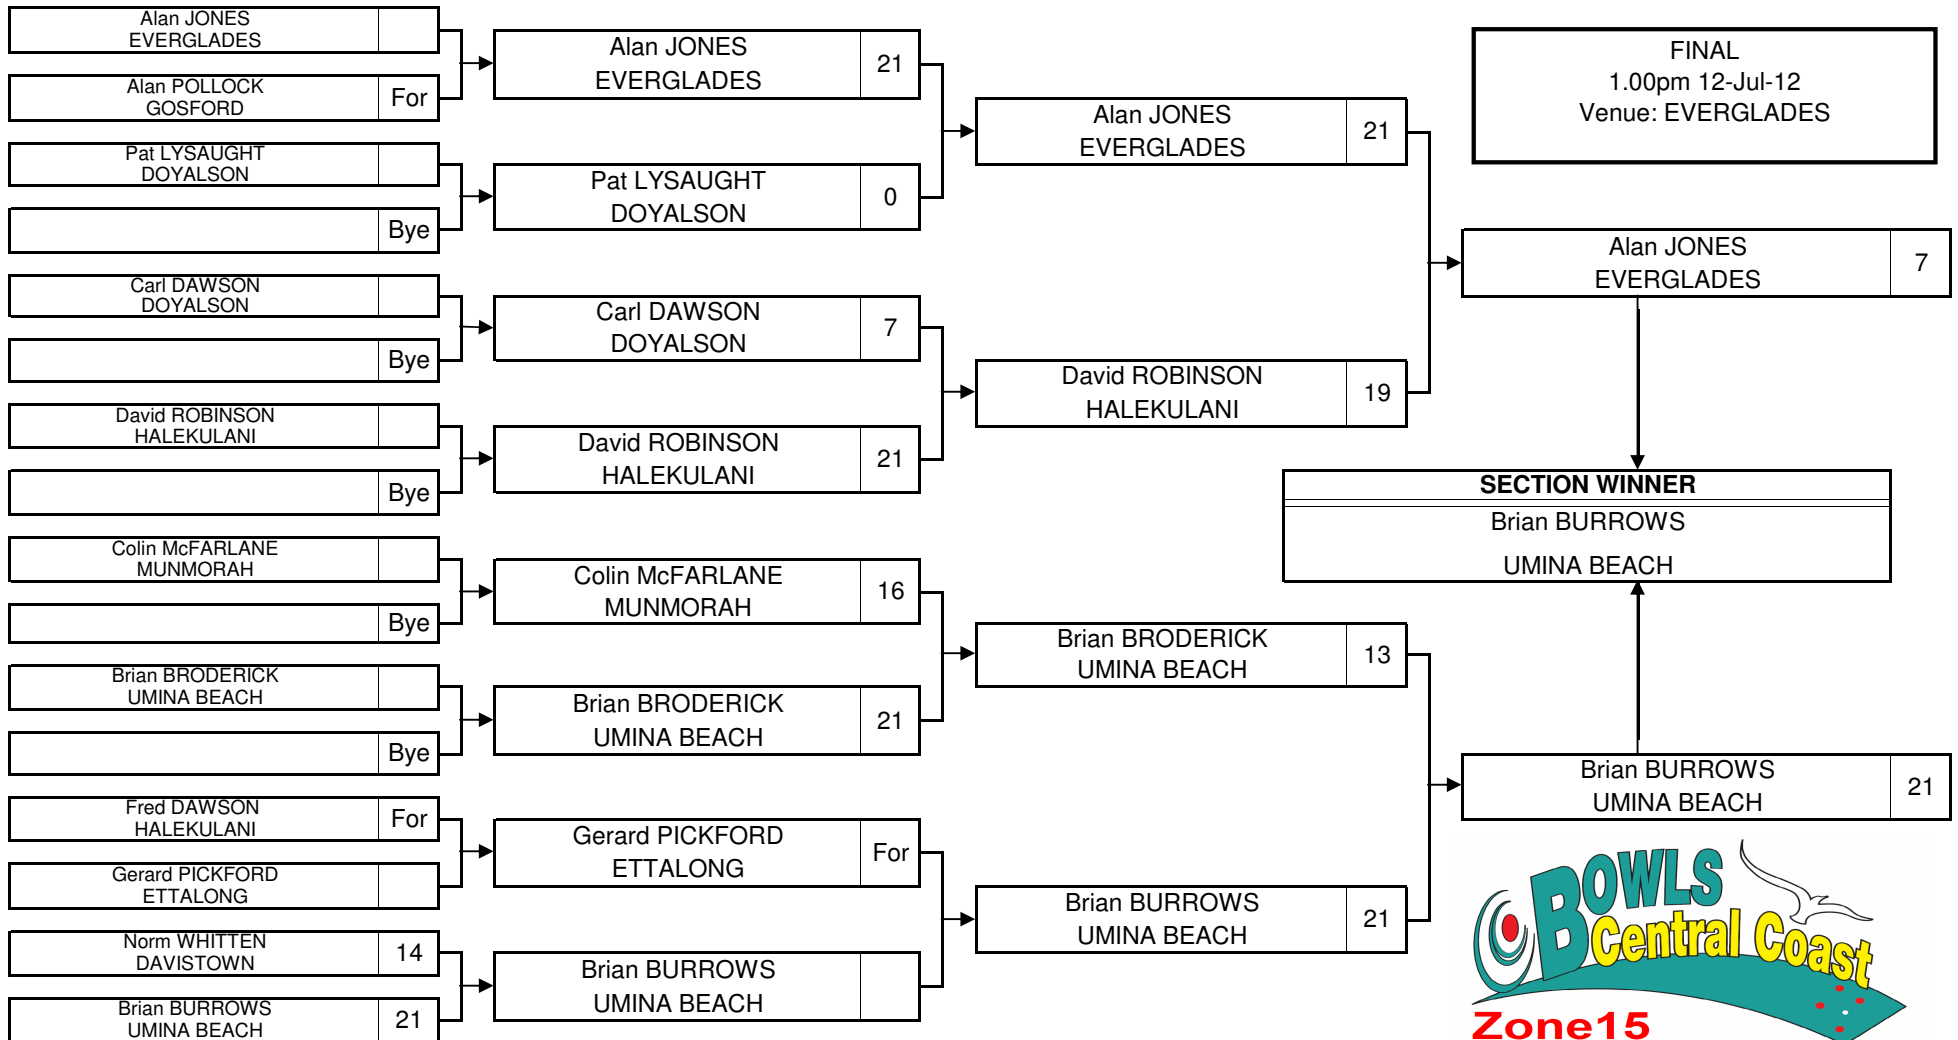 Alan JONES
EVERGLADES
Alan POLLOCK
GOSFORD
For
Pat LYSAUGHT
DOYALSON
Bye
Carl DAWSON
DOYALSON
Bye
David ROBINSON
HALEKULANI
Bye
Colin McFARLANE
MUNMORAH
Bye
Brian BRODERICK
UMINA BEACH
Bye
Fred DAWSON
HALEKULANI
For
Gerard PICKFORD
ETTALONG
Norm WHITTEN
DAVISTOWN
14
Brian BURROWS
UMINA BEACH
21
Alan JONES
EVERGLADES
21
Pat LYSAUGHT
DOYALSON
0
Carl DAWSON
DOYALSON
7
David ROBINSON
HALEKULANI
21
Colin McFARLANE
MUNMORAH
16
Brian BRODERICK
UMINA BEACH
21
Gerard PICKFORD
ETTALONG
For
Brian BURROWS
UMINA BEACH
Alan JONES
EVERGLADES
21
David ROBINSON
HALEKULANI
19
Brian BRODERICK
UMINA BEACH
13
Brian BURROWS
UMINA BEACH
21
FINAL
1.00pm 12-Jul-12
Venue: EVERGLADES
Alan JONES
EVERGLADES
7
SECTION WINNER
Brian BURROWS
UMINA BEACH
Brian BURROWS
UMINA BEACH
21
BOWLS
Central Coast
Zone15